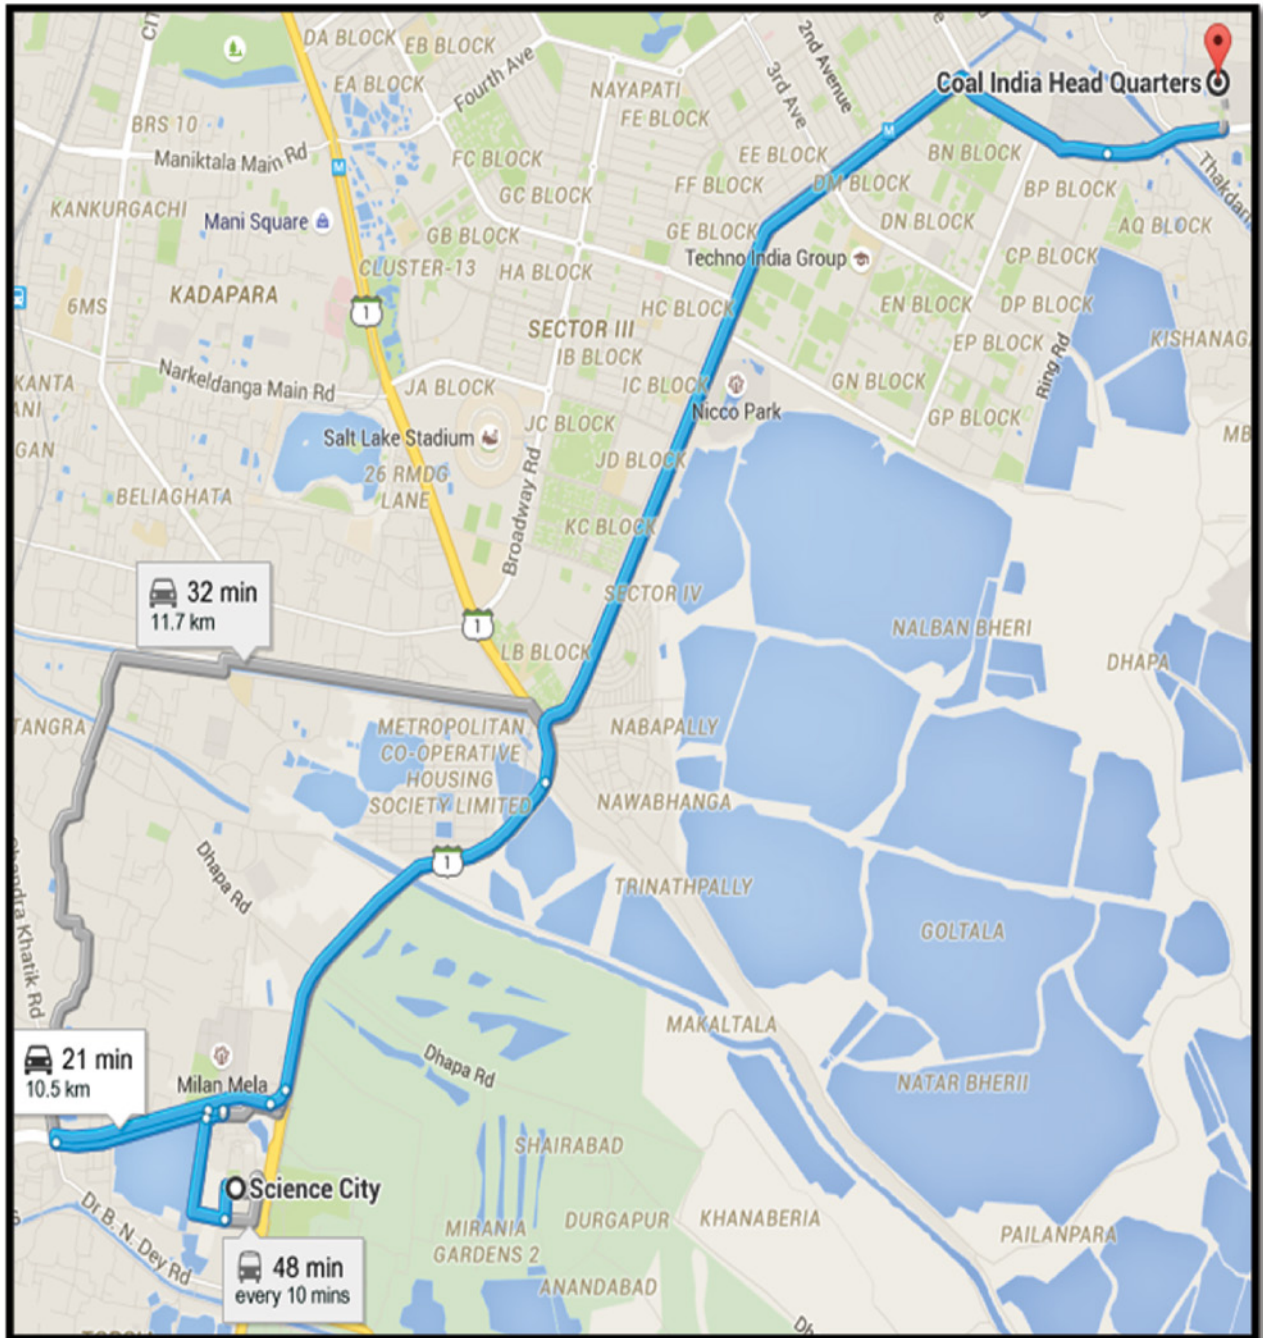 CIT
DA BLOCK
EB BLOCK
EA BLOCK
Fourth Ave
NAYAPATI
FE BLOCK
3rd Ave
2nd Avenue
Coal India Head Quarters
BRS 10
Maniktala Main Rd
M
FC BLOCK
GC BLOCK
FF BLOCK
EE BLOCK
M
DM BLOCK
BN BLOCK
BP BLOCK
KANKURGACHI
Mani Square
GB BLOCK
GE BLOCK
DN BLOCK
AQ BLOCK
CLUSTER-13
HA BLOCK
Techno India Group
CP BLOCK
6MS
KADAPARA
1
SECTOR III
HC BLOCK
EN BLOCK
DP BLOCK
IB BLOCK
EP BLOCK
Ring Rd
KISHANAGA
KANTA
ANI
GAN
Narkeldanga Main Rd
JA BLOCK
IC BLOCK
Nicco Park
GN BLOCK
GP BLOCK
MB
Salt Lake Stadium
JC BLOCK
JD BLOCK
26 RMDG
LANE
BELIAGHATA
Broadway Rd
KC BLOCK
32 min
11.7 km
1
SECTOR IV
LB BLOCK
NALBAN BHERI
DHAPA
TANGRA
METROPOLITAN
CO-OPERATIVE
HOUSING
SOCIETY LIMITED
NABAPALLY
NAWABHANGA
1
Dhapa Rd
TRINATHPALLY
GOLTALA
Khatik Rd
MAKALTALA
21 min
10.5 km
Milan Mela
Dhapa Rd
NATAR BHERII
SHAIRABAD
Science City
Dr B. N. Dey Rd
MIRANIA
GARDENS 2
DURGAPUR
KHANABERIA
PAILANPARA
48 min
every 10 mins
ANANDABAD
Dh